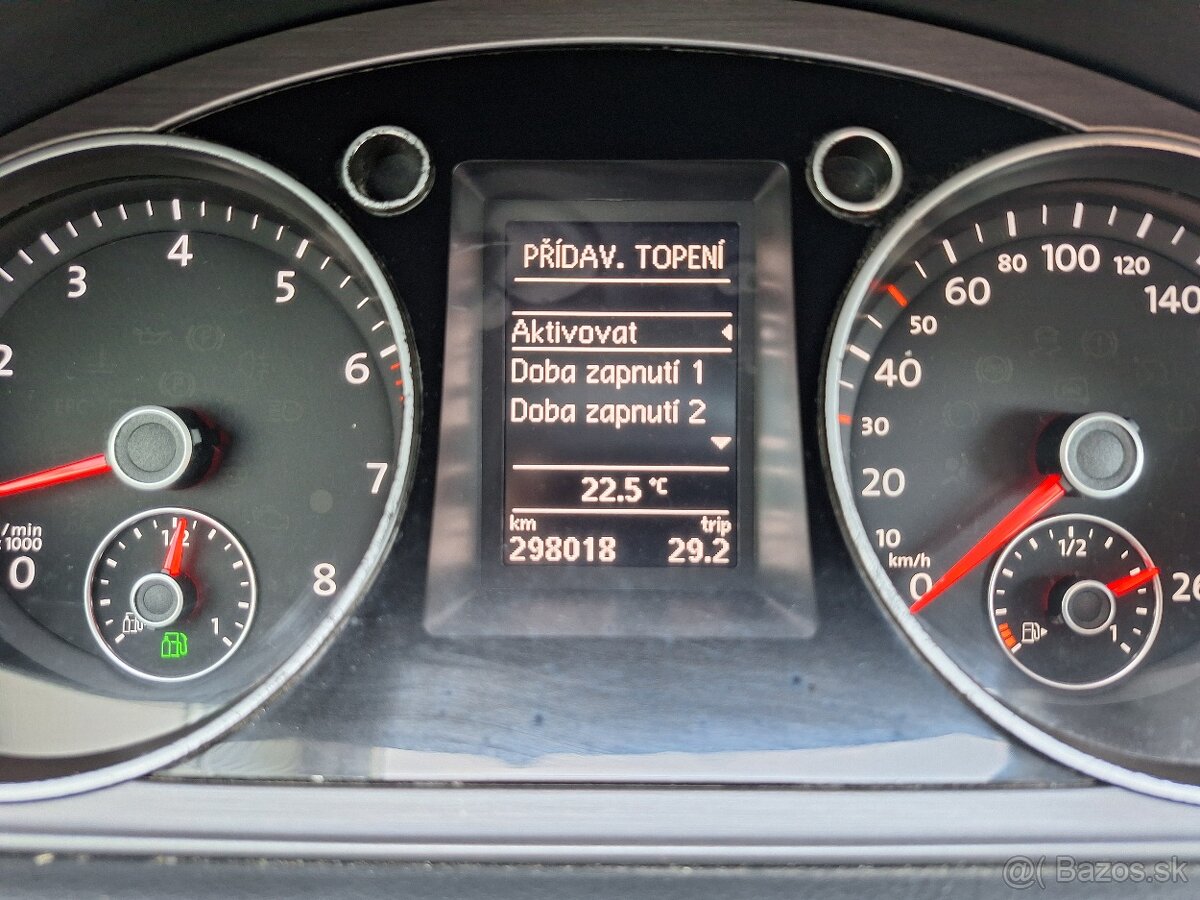 PŘÍDAV. TOPENÍ
Aktivovat
Doba zapnutí 1
Doba zapnutí 2
22.5 °C
km trip
298018 29.2
2 3 4 5 6 7 8
/min
x 1000
0
1/2
1
0 10 20 30 40 50 60 80 100 120 140
km/h
1/2
1
@( Bazos.sk